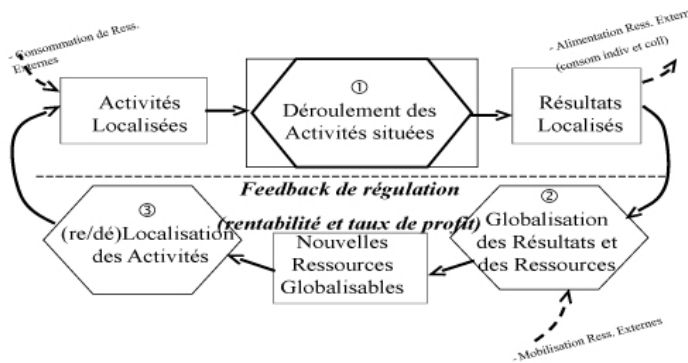 - Consommation de Ress.
Externes
- Alimentation Ress. Externes
(consom indiv et coll)
Activités
Localisées
①
Déroulement des
Activités situées
Résultats
Localisés
Feedback de régulation
(rentabilité et taux de profit)
③
(re/dé)Localisation
des Activités
Nouvelles
Ressources
Globalisables
②
Globalisation
des Résultats et
des Ressources
- Mobilisation Ress. Externes